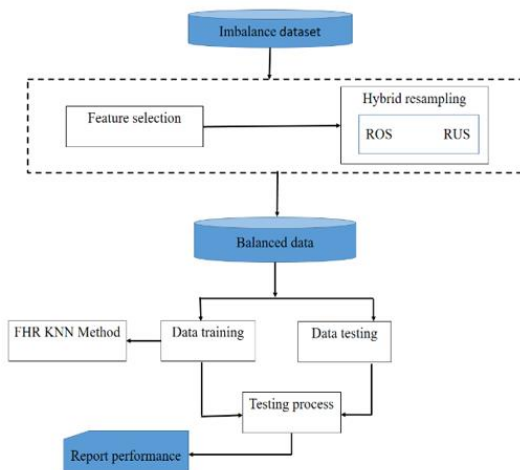 Imbalance dataset
Hybrid resampling
Feature selection
ROS RUS
Balanced data
FHR KNN Method
Data training
Data testing
Testing process
Report performance